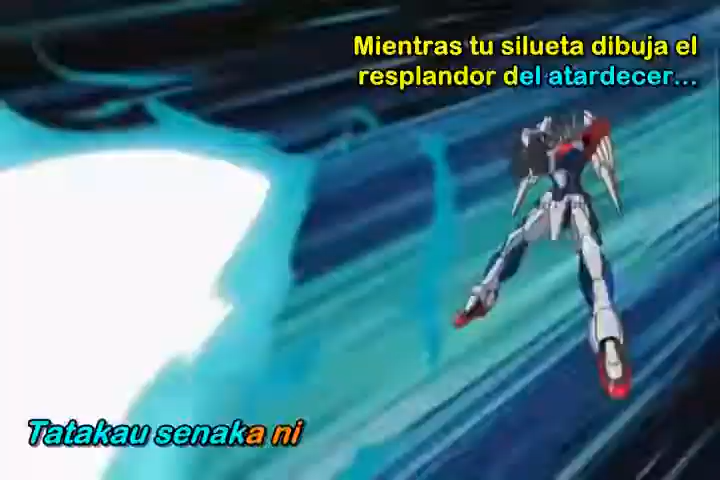 Mientras tu silueta dibuja el
resplandor del atardecer...
Tatakau senaka ni